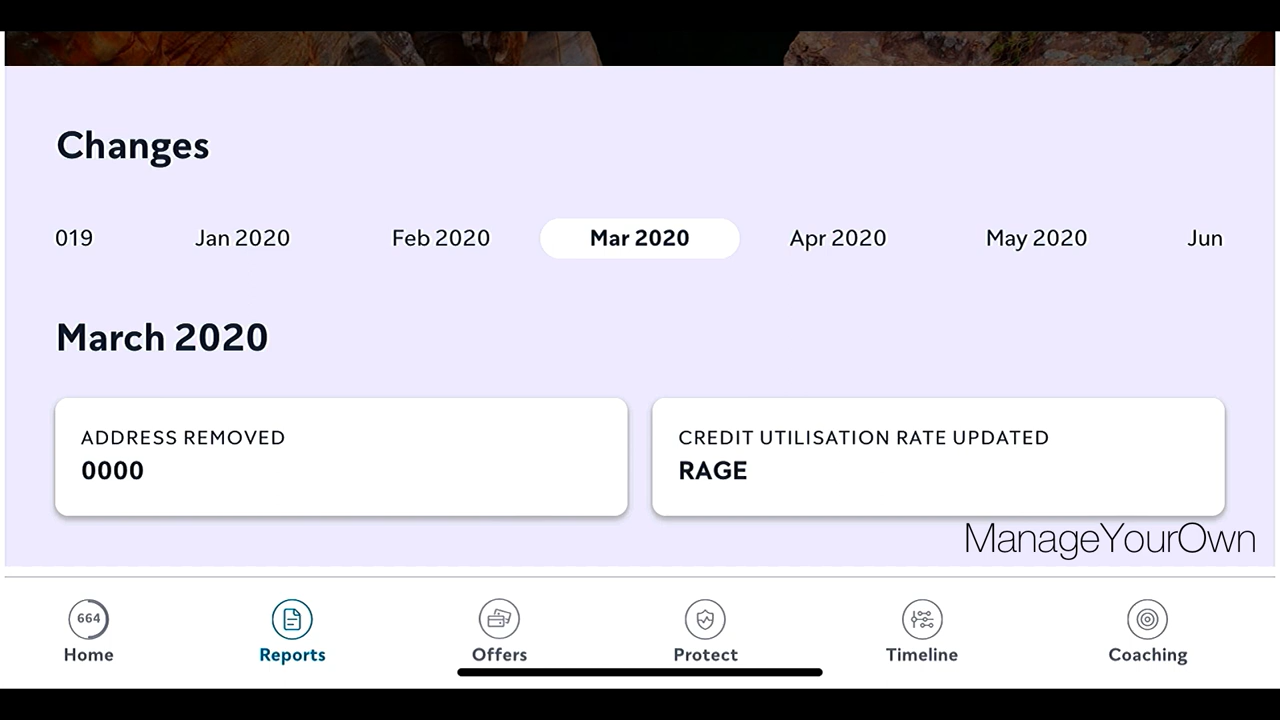 Changes
019 Jan 2020 Feb 2020 Mar 2020 Apr 2020 May 2020 Jun
March 2020
ADDRESS REMOVED
0000
CREDIT UTILISATION RATE UPDATED
RAGE
ManageYourOwn
664
Home Reports Offers Protect Timeline Coaching